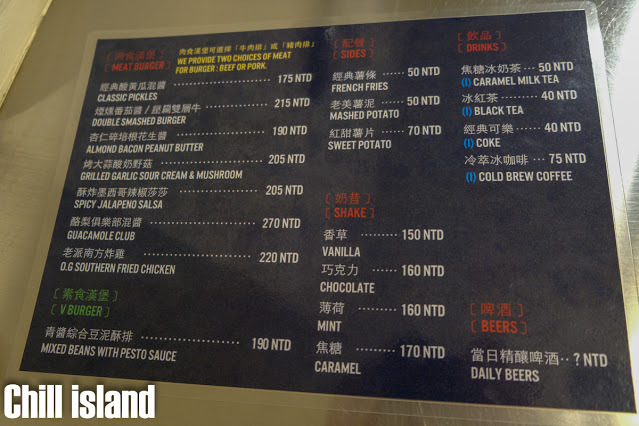 〔 肉食漢堡 〕
〔 MEAT BURGER 〕
肉食漢堡可選擇「牛肉排」或「豬肉排」
WE PROVIDE TWO CHOICES OF MEAT
FOR BURGER : BEEF OR PORK.
經典酸黃瓜混醬 175 NTD
CLASSIC PICKLES
煙燻番茄醬 / 昆扁雙層牛 215 NTD
DOUBLE SMASHED BURGER
杏仁碎培根花生醬 190 NTD
ALMOND BACON PEANUT BUTTER
烤大蒜酸奶野菇 205 NTD
GRILLED GARLIC SOUR CREAM & MUSHROOM
酥炸墨西哥辣椒莎莎 205 NTD
SPICY JALAPENO SALSA
酪梨俱樂部混醬 270 NTD
GUACAMOLE CLUB
老派南方炸雞 220 NTD
O.G SOUTHERN FRIED CHICKEN
〔 素食漢堡 〕
〔 V BURGER 〕
青醬綜合豆泥酥排 190 NTD
MIXED BEANS WITH PESTO SAUCE
〔 配餐 〕
〔 SIDES 〕
經典薯條 50 NTD
FRENCH FRIES
老美薯泥 50 NTD
MASHED POTATO
紅甜薯片 70 NTD
SWEET POTATO
〔 奶昔 〕
〔 SHAKE 〕
香草 150 NTD
VANILLA
巧克力 160 NTD
CHOCOLATE
薄荷 160 NTD
MINT
焦糖 170 NTD
CARAMEL
〔 飲品 〕
〔 DRINKS 〕
焦糖冰奶茶 50 NTD
(I) CARAMEL MILK TEA
冰紅茶 40 NTD
(I) BLACK TEA
經典可樂 40 NTD
(I) COKE
冷萃冰咖啡 75 NTD
(I) COLD BREW COFFEE
〔 啤酒 〕
〔 BEERS 〕
當日精釀啤酒 ? NTD
DAILY BEERS
Chill island